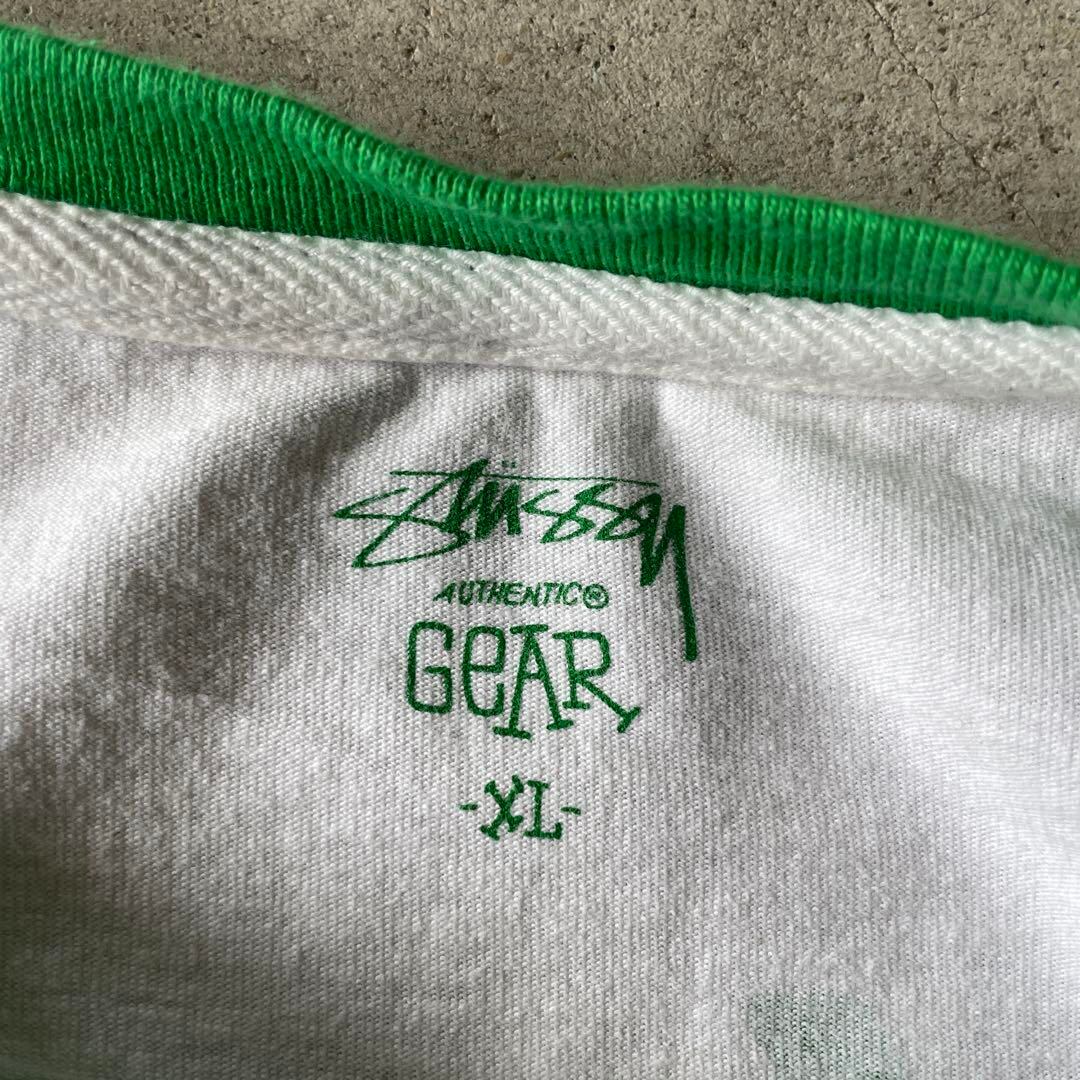 Stüssy
AUTHENTIC®
GEAR
-XL-